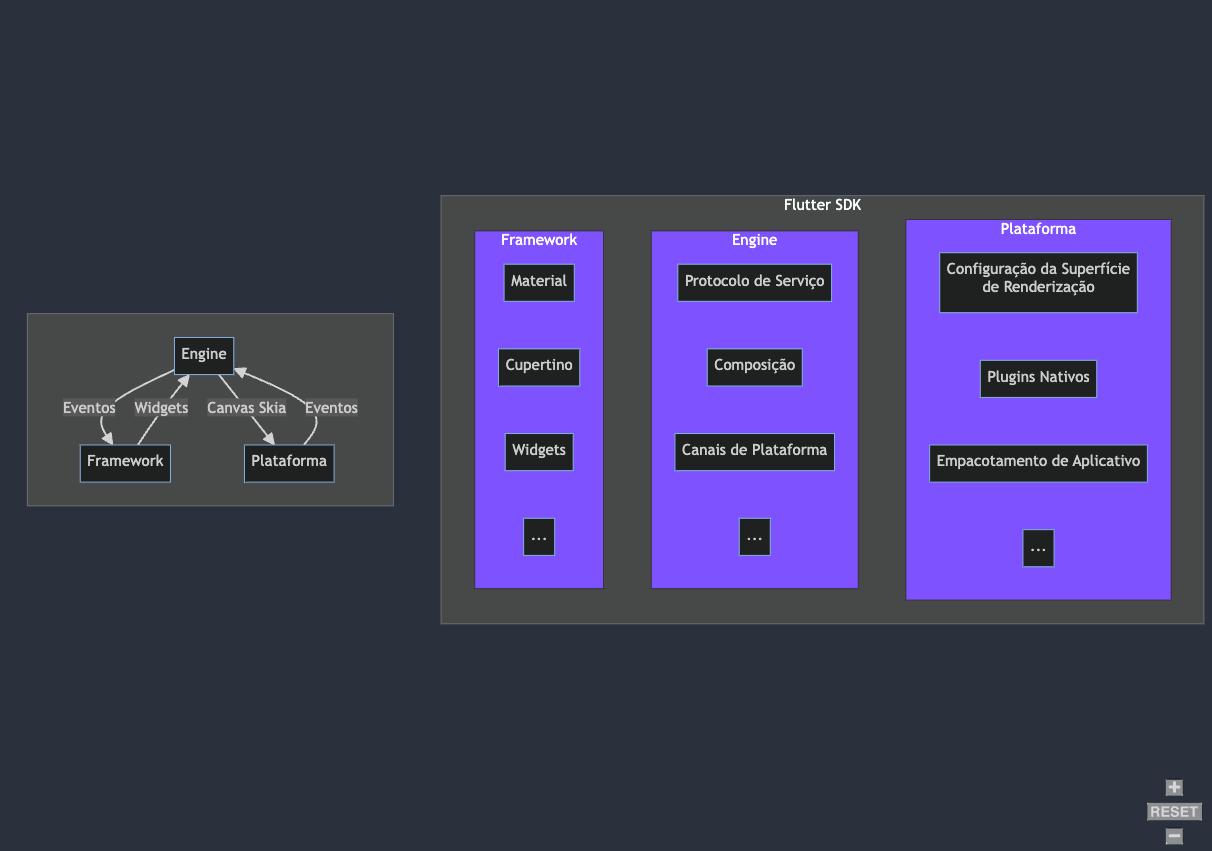 Engine
Eventos
Widgets
Canvas Skia
Eventos
Framework
Plataforma
Flutter SDK
Framework
Material
Cupertino
Widgets
...
Engine
Protocolo de Serviço
Composição
Canais de Plataforma
...
Plataforma
Configuração da Superfície
de Renderização
Plugins Nativos
Empacotamento de Aplicativo
...
+
RESET
−